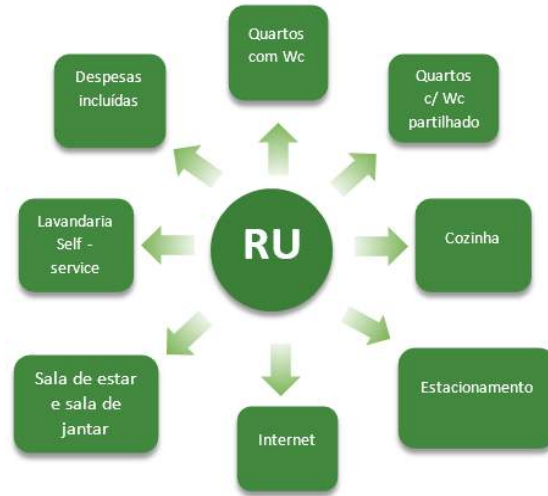 Quartos
com Wc
Despesas
incluídas
Quartos
c/ Wc
partilhado
Lavandaria
Self -
service
RU
Cozinha
Sala de estar
e sala de
jantar
Estacionamento
Internet